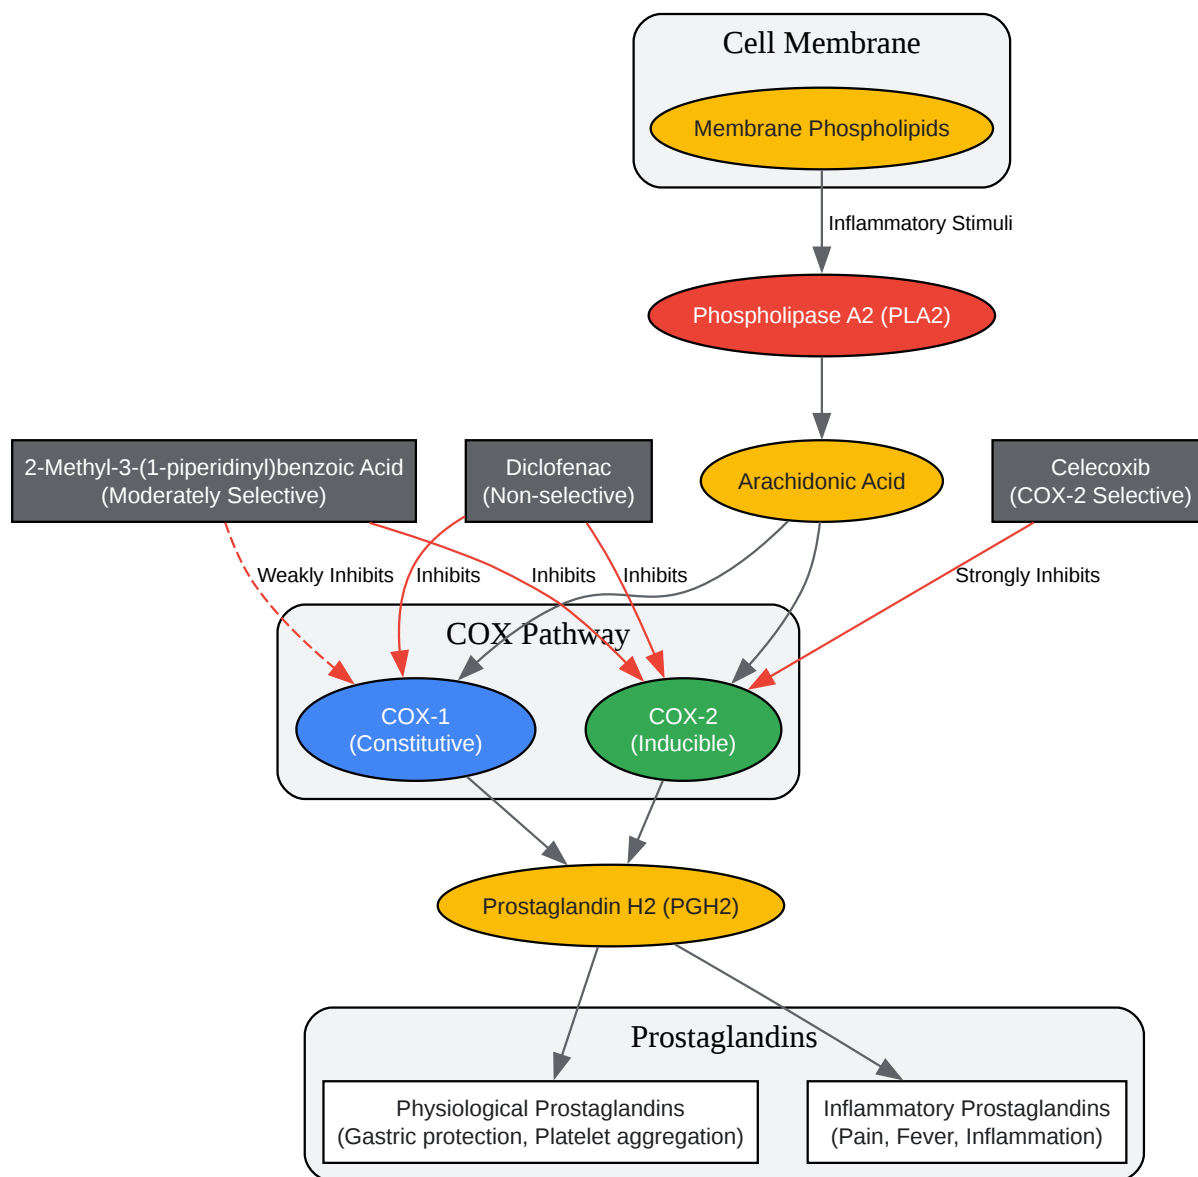 Cell Membrane
Membrane Phospholipids
Inflammatory Stimuli
Phospholipase A2 (PLA2)
2-Methyl-3-(1-piperidinyl)benzoic Acid
(Moderately Selective)
Diclofenac
(Non-selective)
Arachidonic Acid
Celecoxib
(COX-2 Selective)
Weakly Inhibits
Inhibits
Inhibits
Inhibits
Strongly Inhibits
COX Pathway
COX-1
(Constitutive)
COX-2
(Inducible)
Prostaglandin H2 (PGH2)
Prostaglandins
Physiological Prostaglandins
(Gastric protection, Platelet aggregation)
Inflammatory Prostaglandins
(Pain, Fever, Inflammation)